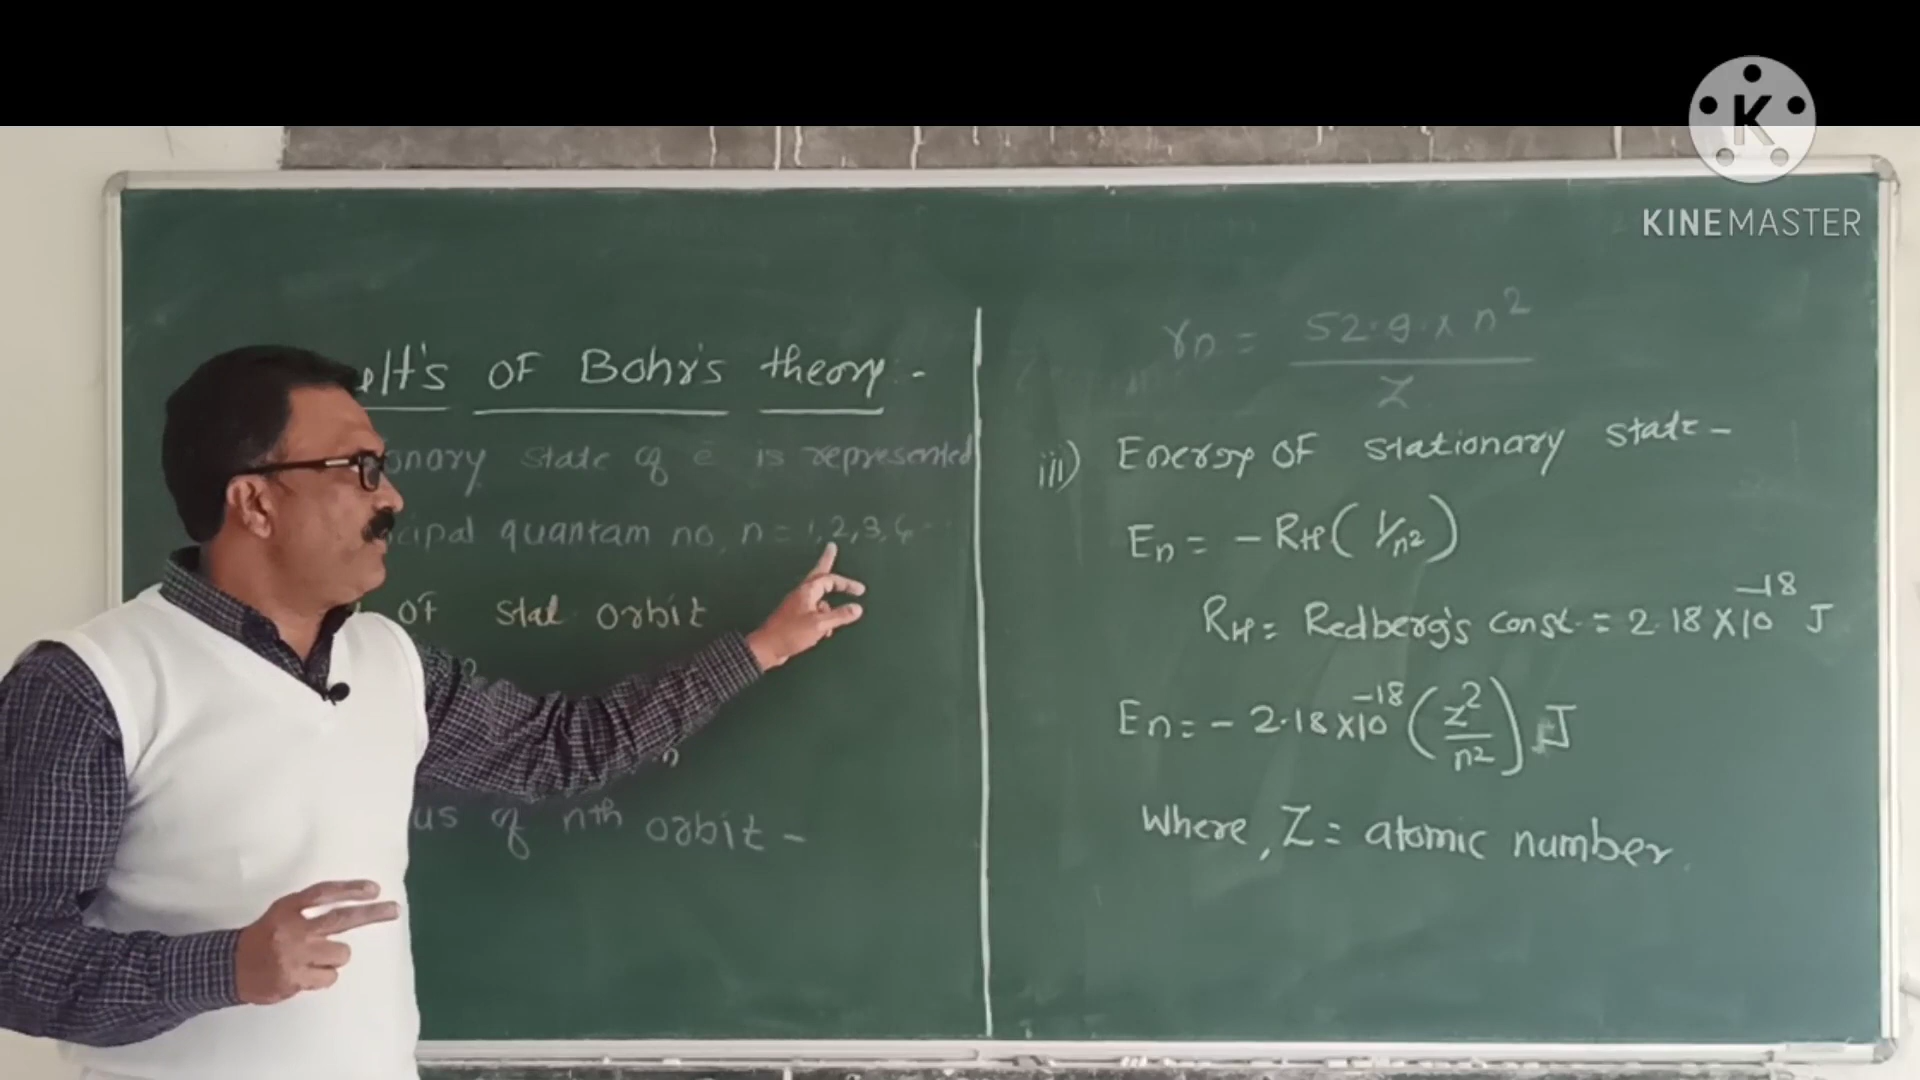 K
KINEMASTER
elt's OF Bohr's theory -
onary state of e̅ is represented
cipal quantam no. n = 1,2,3,4--
of stat orbit
n
us of nth orbit -
rn = 52.9 x n²/Z
iii) Energy OF stationary state -
En = - RH (1/n²)
RH = Redberg's const. = 2.18 X10⁻¹⁸ J
En = - 2.18 X10⁻¹⁸ (Z²/n²) J
Where, Z = atomic number